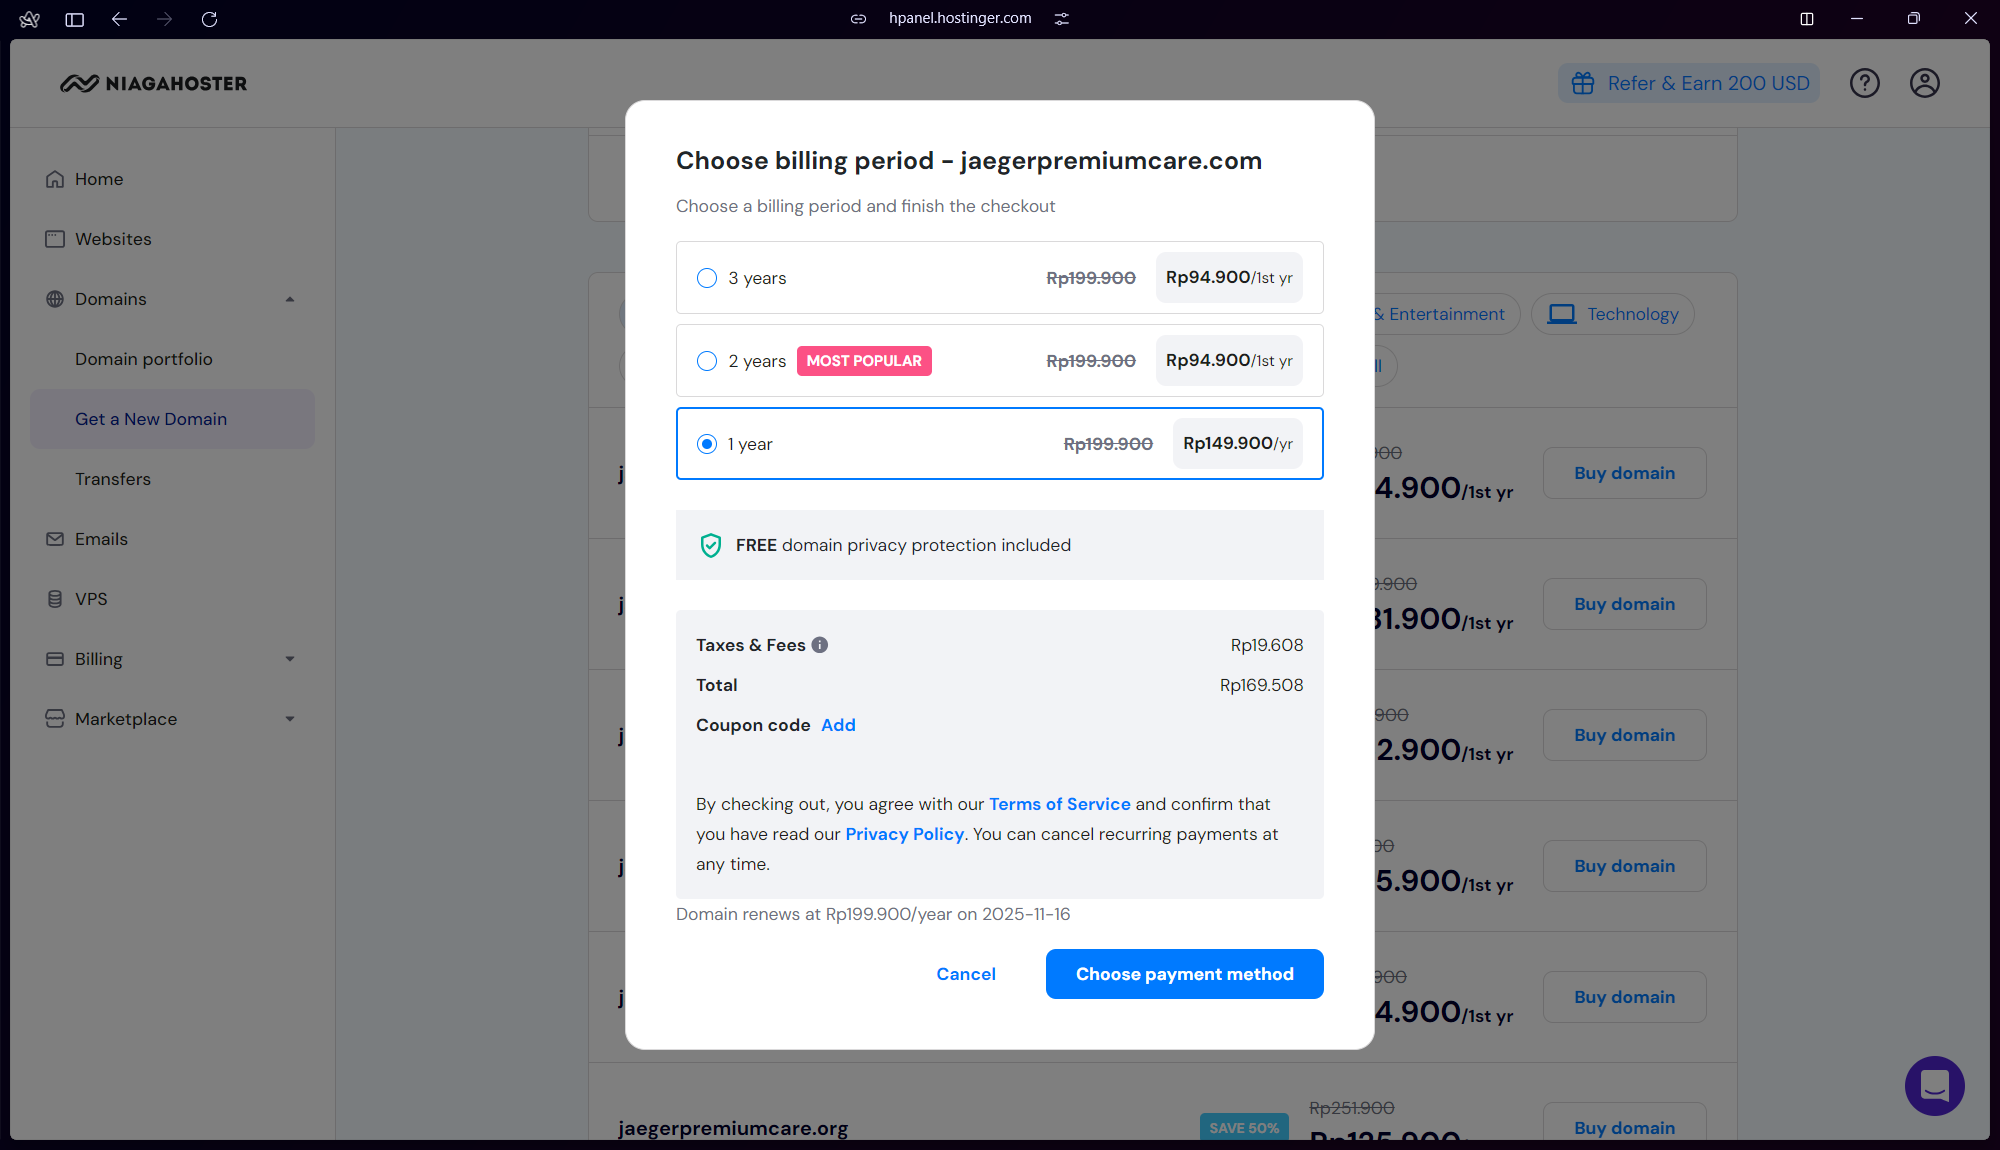 hpanel.hostinger.com
NIAGAHOSTER
Refer & Earn 200 USD
Home
Websites
Domains
Domain portfolio
Get a New Domain
Transfers
Emails
VPS
Billing
Marketplace
Choose billing period - jaegerpremiumcare.com
Choose a billing period and finish the checkout
3 years Rp199.900 Rp94.900/1st yr
2 years MOST POPULAR Rp199.900 Rp94.900/1st yr
1 year Rp199.900 Rp149.900/yr
FREE domain privacy protection included
Taxes & Fees Rp19.608
Total Rp169.508
Coupon code Add
By checking out, you agree with our Terms of Service and confirm that
you have read our Privacy Policy. You can cancel recurring payments at
any time.
Domain renews at Rp199.900/year on 2025-11-16
Cancel Choose payment method
& Entertainment Technology
4.900/1st yr Buy domain
31.900/1st yr Buy domain
2.900/1st yr Buy domain
5.900/1st yr Buy domain
4.900/1st yr Buy domain
Rp251.900
jaegerpremiumcare.org SAVE 50% Buy domain